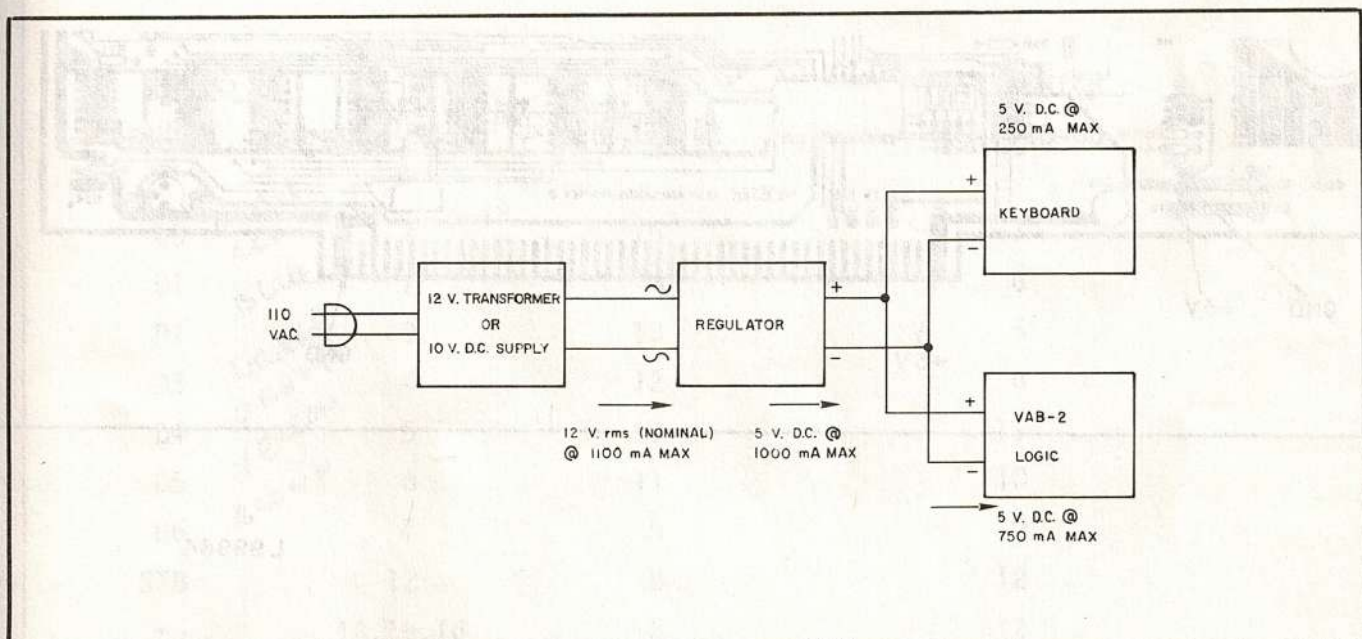 5 V. D.C. @
250 mA MAX
+
KEYBOARD
−
110
V.A.C.
12 V. TRANSFORMER
OR
10 V. D.C. SUPPLY
REGULATOR
+
−
12 V. rms (NOMINAL)
@ 1100 mA MAX
5 V. D.C. @
1000 mA MAX
+
VAB-2
LOGIC
−
5 V. D.C. @
750 mA MAX